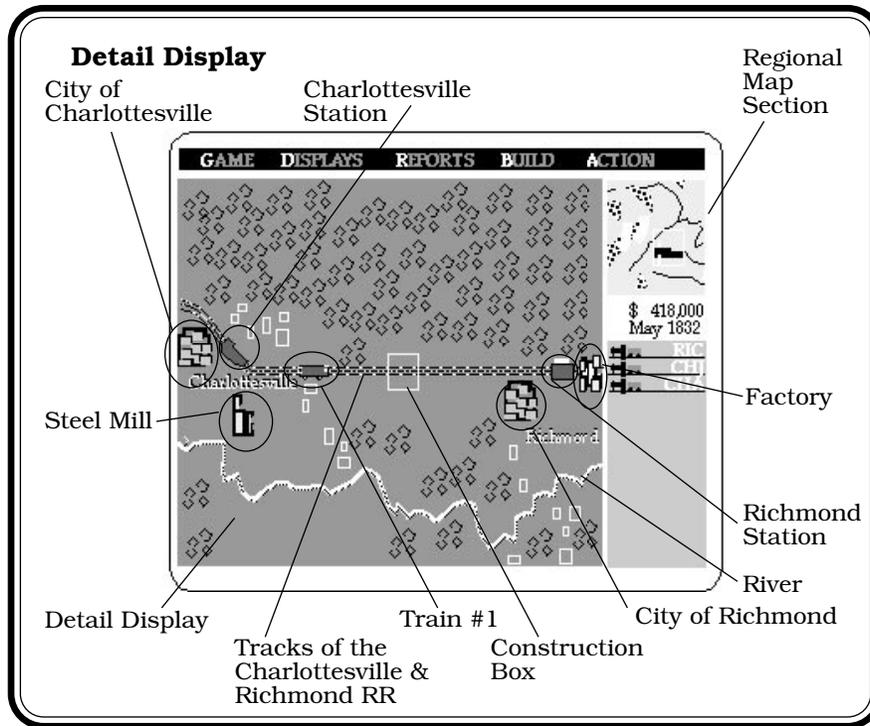 Detail Display
City of
Charlottesville
Charlottesville
Station
Regional
Map
Section
GAME DISPLAYS REPORTS BUILD ACTION
$ 418,000
May 1832
RIC
CHI
CHA
Charlottesville
Richmond
Steel Mill
Factory
Richmond
Station
River
City of Richmond
Detail Display
Train #1
Tracks of the
Charlottesville &
Richmond RR
Construction
Box